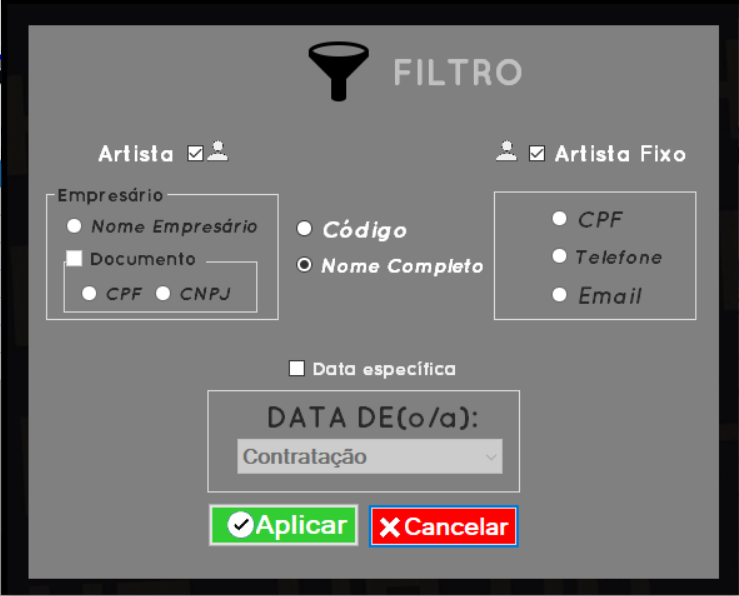 FILTRO
Artista
Artista Fixo
Empresário
Nome Empresário
Documento
CPF CNPJ
Código
Nome Completo
CPF
Telefone
Email
Data específica
DATA DE(o/a):
Contratação
Aplicar
Cancelar